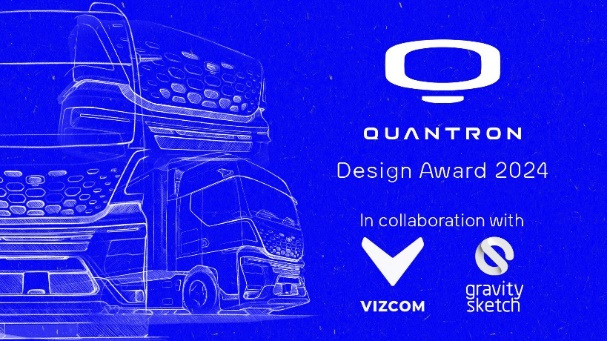 QUANTRON
Design Award 2024
In collaboration with
VIZCOM
gravity
sketch